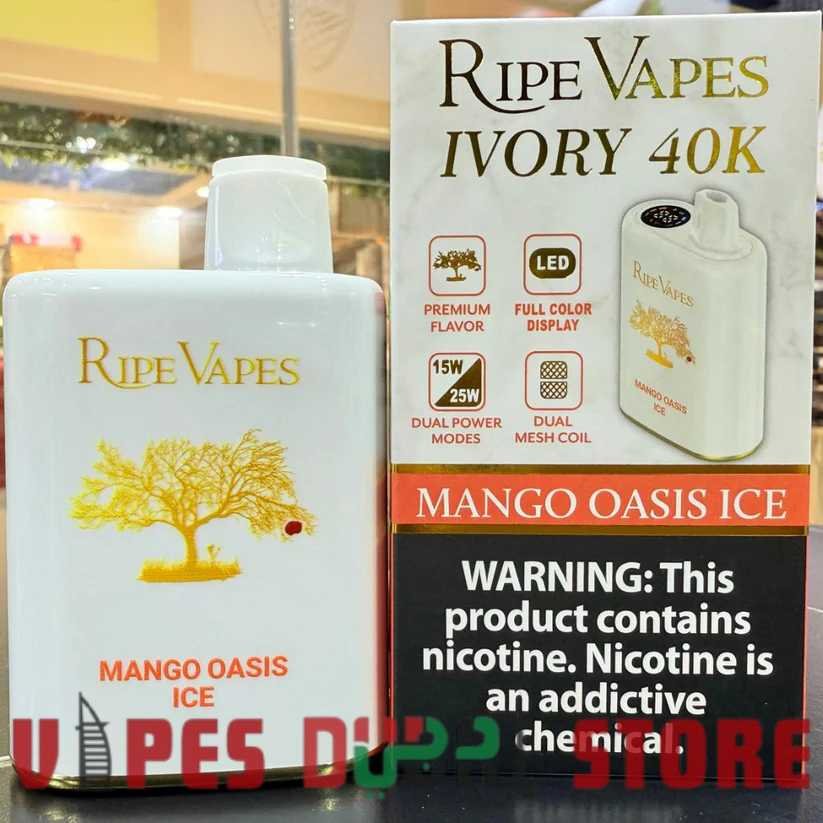 RIPE VAPES
MANGO OASIS
ICE
RIPE VAPES
IVORY 40K
PREMIUM
FLAVOR
LED
FULL COLOR
DISPLAY
15W
25W
DUAL POWER
MODES
DUAL
MESH COIL
RIPE VAPES
MANGO OASIS
ICE
MANGO OASIS ICE
WARNING: This
product contains
nicotine. Nicotine is
an addictive
chemical.
VAPES DUBAI STORE